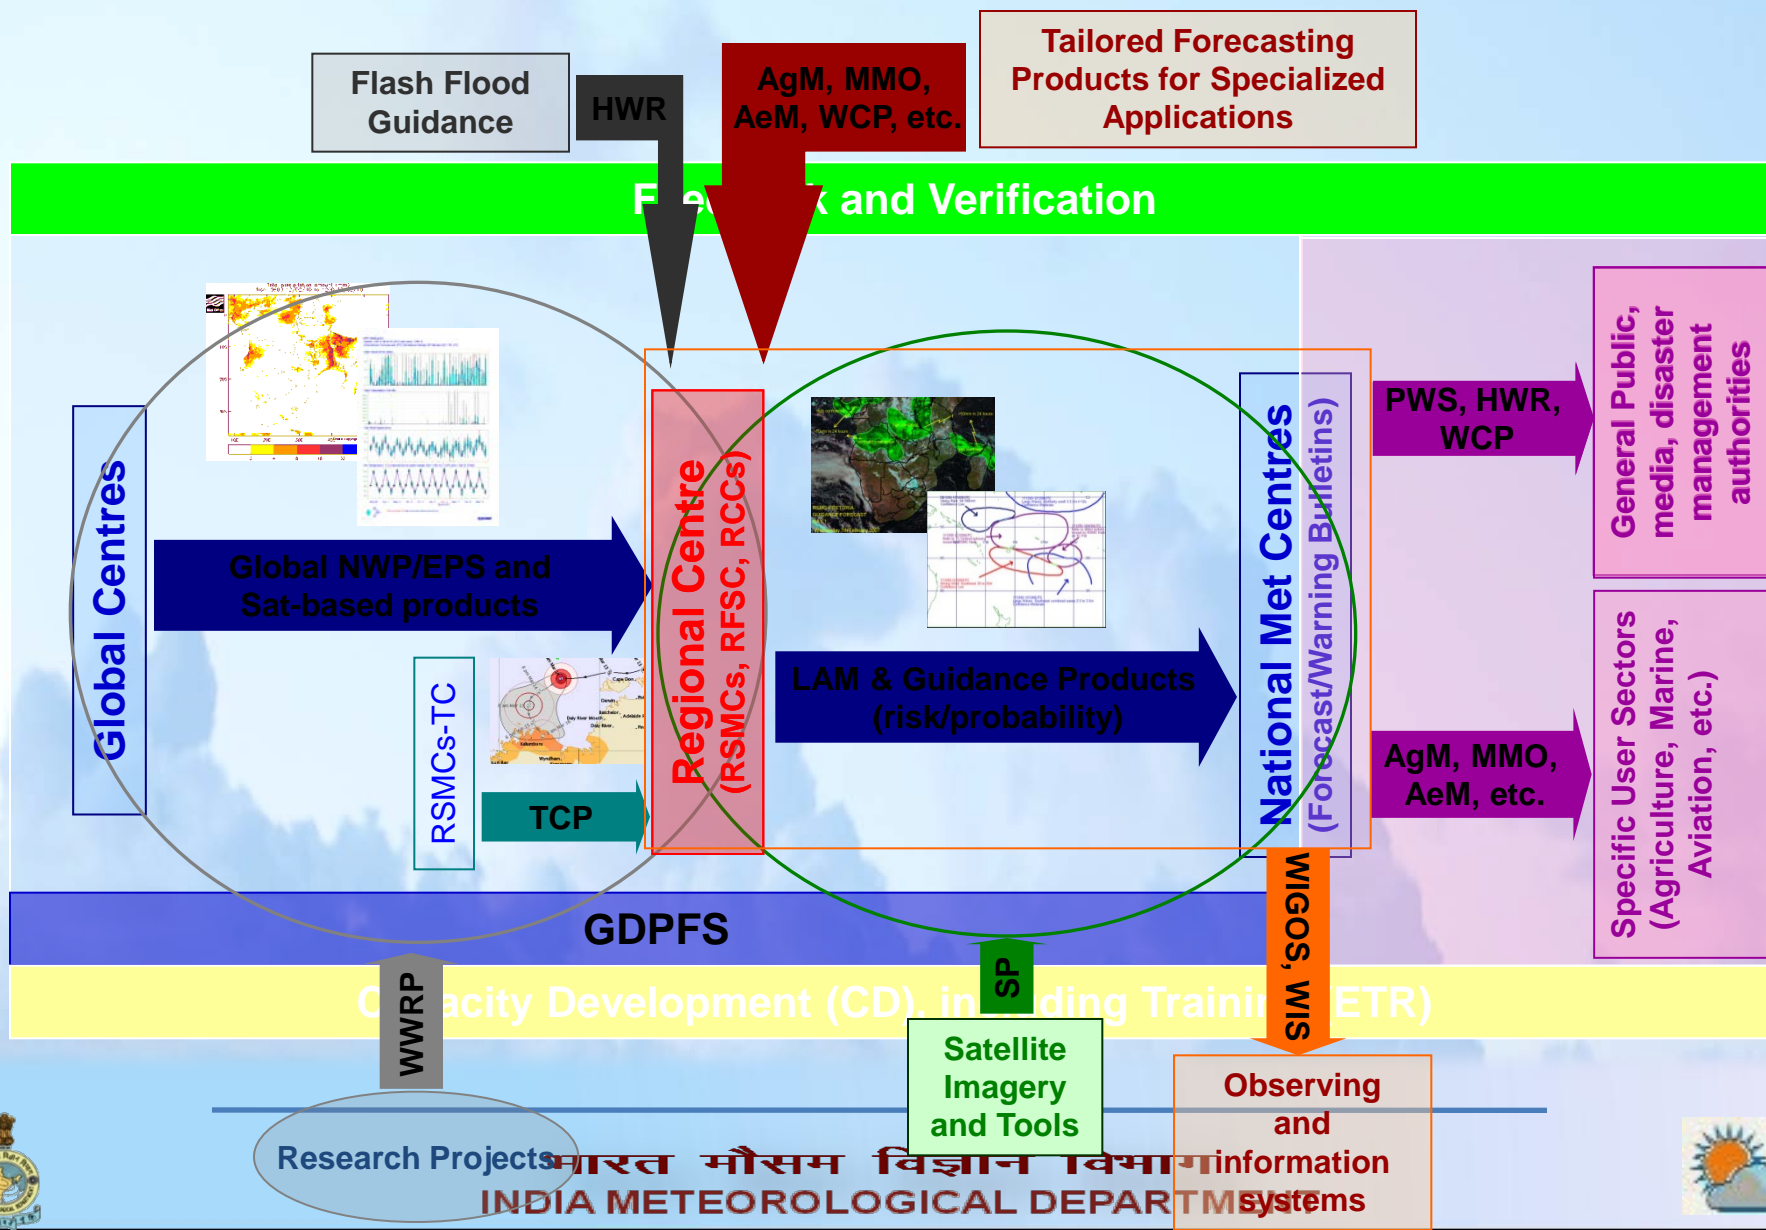 Flash Flood
Guidance
HWR
AgM, MMO,
AeM, WCP, etc.
Tailored Forecasting
Products for Specialized
Applications
and Verification
Global Centres
Global NWP/EPS and
Sat-based products
RSMCs-TC
TCP
Regional Centre
(RSMCs, RFSC, RCCs)
LAM & Guidance Products
(risk/probability)
National Met Centres
(Forecast/Warning Bulletins)
PWS, HWR,
WCP
General Public,
media, disaster
management
authorities
AgM, MMO,
AeM, etc.
Specific User Sectors
(Agriculture, Marine,
Aviation, etc.)
GDPFS
WIGOS, WIS
WWRP
SP
Development (CD),
Research Projects
Satellite
Imagery
and Tools
Observing
and
information
systems
भारत मौसम विज्ञान विभाग
INDIA METEOROLOGICAL DEPARTMENT